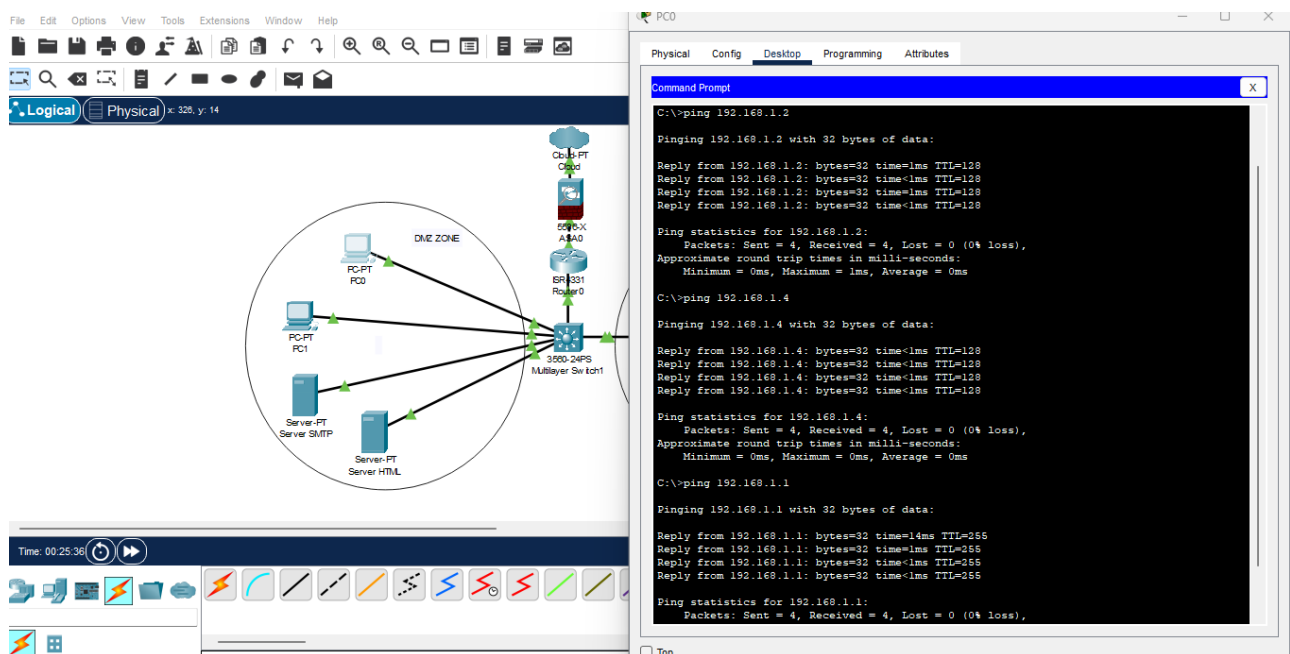 File Edit Options View Tools Extensions Window Help
Logical Physical x: 328, y: 14
Cloud-PT
Cloud
ASA0
ISR4331
Router0
DMZ ZONE
PC-PT
PC0
PC-PT
PC1
3560-24PS
Multilayer Switch1
Server-PT
Server SMTP
Server-PT
Server HTML
Time: 00:25:36
PC0
Physical Config Desktop Programming Attributes
Command Prompt
X
C:\>ping 192.168.1.2
Pinging 192.168.1.2 with 32 bytes of data:
Reply from 192.168.1.2: bytes=32 time=1ms TTL=128
Reply from 192.168.1.2: bytes=32 time<1ms TTL=128
Reply from 192.168.1.2: bytes=32 time=1ms TTL=128
Reply from 192.168.1.2: bytes=32 time<1ms TTL=128
Ping statistics for 192.168.1.2:
Packets: Sent = 4, Received = 4, Lost = 0 (0% loss),
Approximate round trip times in milli-seconds:
Minimum = 0ms, Maximum = 1ms, Average = 0ms
C:\>ping 192.168.1.4
Pinging 192.168.1.4 with 32 bytes of data:
Reply from 192.168.1.4: bytes=32 time<1ms TTL=128
Reply from 192.168.1.4: bytes=32 time<1ms TTL=128
Reply from 192.168.1.4: bytes=32 time<1ms TTL=128
Reply from 192.168.1.4: bytes=32 time<1ms TTL=128
Ping statistics for 192.168.1.4:
Packets: Sent = 4, Received = 4, Lost = 0 (0% loss),
Approximate round trip times in milli-seconds:
Minimum = 0ms, Maximum = 0ms, Average = 0ms
C:\>ping 192.168.1.1
Pinging 192.168.1.1 with 32 bytes of data:
Reply from 192.168.1.1: bytes=32 time=14ms TTL=255
Reply from 192.168.1.1: bytes=32 time=1ms TTL=255
Reply from 192.168.1.1: bytes=32 time<1ms TTL=255
Reply from 192.168.1.1: bytes=32 time<1ms TTL=255
Ping statistics for 192.168.1.1:
Packets: Sent = 4, Received = 4, Lost = 0 (0% loss),
Top